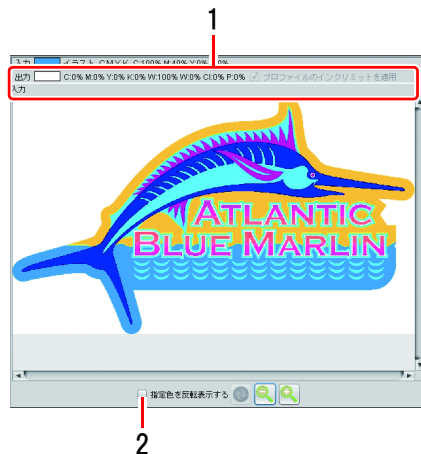 1
入力 イラスト CMYK C:100% M:40% Y:0%
出力 C:0% M:0% Y:0% K:0% W:100% W:0% Cl:0% P:0% プロファイルのインクリミットを適用
入力
ATLANTIC
BLUE MARLIN
指定色を反転表示する
2